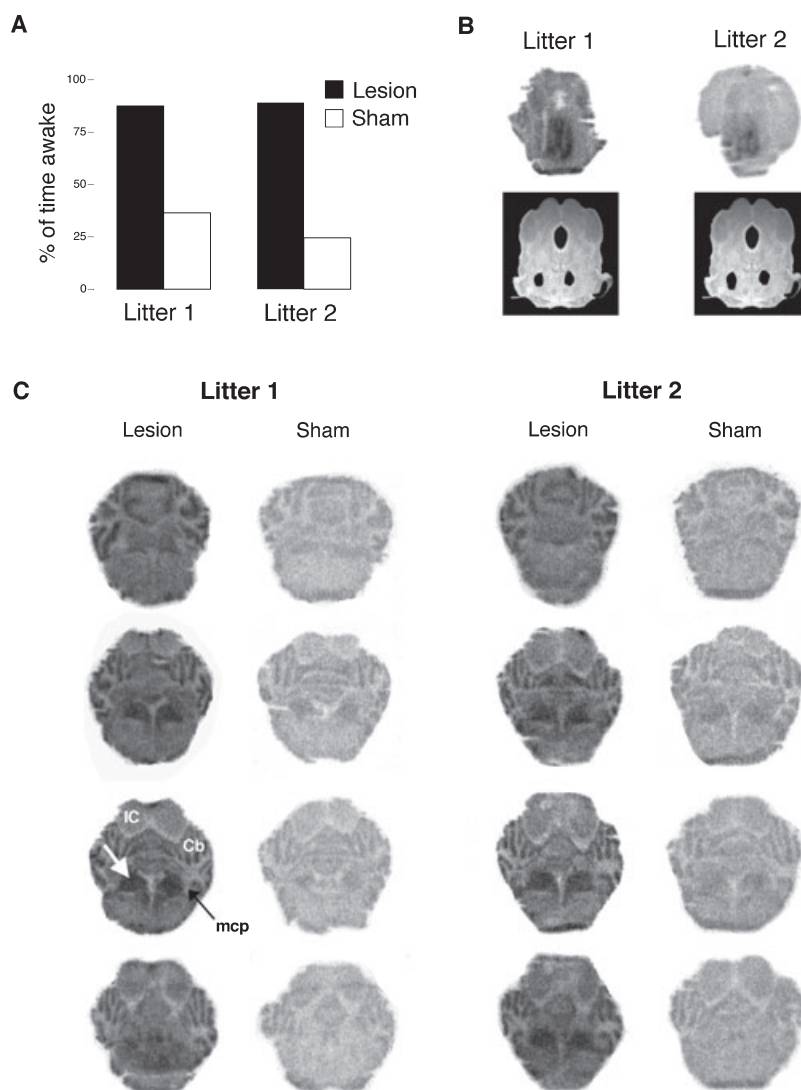 A
100
75
50
25
0
% of time awake
Lesion
Sham
Litter 1
Litter 2
B
Litter 1
Litter 2
C
Litter 1
Litter 2
Lesion
Sham
Lesion
Sham
IC
Cb
mcp